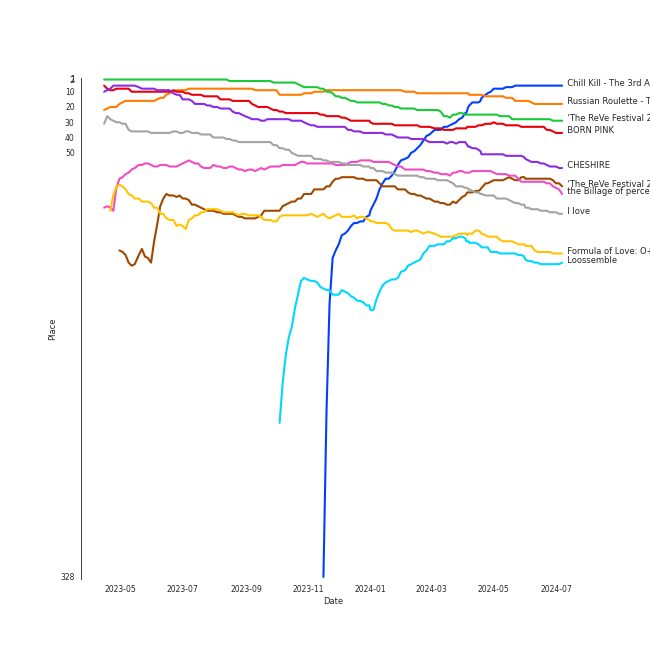 1
2
10
20
30
40
50
328
Place
2023-05
2023-07
2023-09
2023-11
2024-01
2024-03
2024-05
2024-07
Date
Chill Kill - The 3rd A
Russian Roulette - T
'The ReVe Festival 2
BORN PINK
CHESHIRE
'The ReVe Festival 2
the Billage of perce
I love
Formula of Love: O+
Loossemble